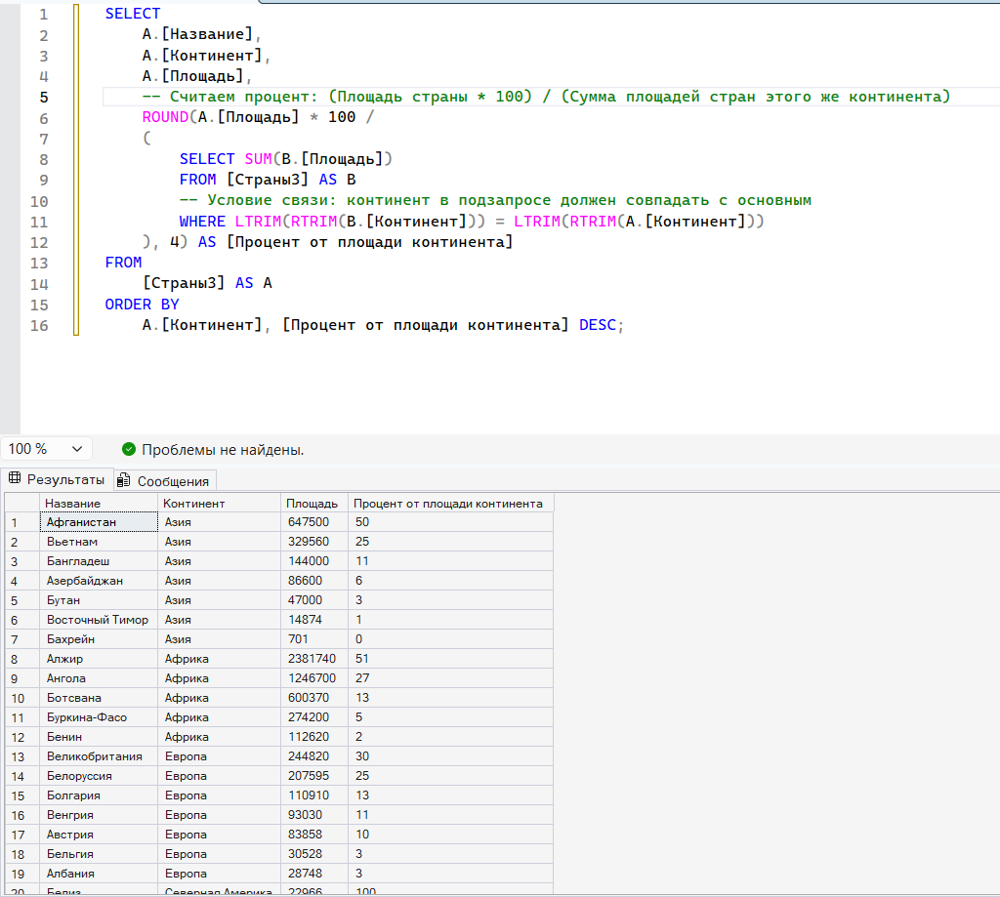 1 SELECT
2 A.[Название],
3 A.[Континент],
4 A.[Площадь],
5 -- Считаем процент: (Площадь страны * 100) / (Сумма площадей стран этого же континента)
6 ROUND(A.[Площадь] * 100 /
7 (
8 SELECT SUM(B.[Площадь])
9 FROM [Страны3] AS B
10 -- Условие связи: континент в подзапросе должен совпадать с основным
11 WHERE LTRIM(RTRIM(B.[Континент])) = LTRIM(RTRIM(A.[Континент]))
12 ), 4) AS [Процент от площади континента]
13 FROM
14 [Страны3] AS A
15 ORDER BY
16 A.[Континент], [Процент от площади континента] DESC;
100 % Проблемы не найдены.
Результаты Сообщения
Название Континент Площадь Процент от площади континента
1 Афганистан Азия 647500 50
2 Вьетнам Азия 329560 25
3 Бангладеш Азия 144000 11
4 Азербайджан Азия 86600 6
5 Бутан Азия 47000 3
6 Восточный Тимор Азия 14874 1
7 Бахрейн Азия 701 0
8 Алжир Африка 2381740 51
9 Ангола Африка 1246700 27
10 Ботсвана Африка 600370 13
11 Буркина-Фасо Африка 274200 5
12 Бенин Африка 112620 2
13 Великобритания Европа 244820 30
14 Белоруссия Европа 207595 25
15 Болгария Европа 110910 13
16 Венгрия Европа 93030 11
17 Австрия Европа 83858 10
18 Бельгия Европа 30528 3
19 Албания Европа 28748 3
20 Белиз Северная Америка 22966 100